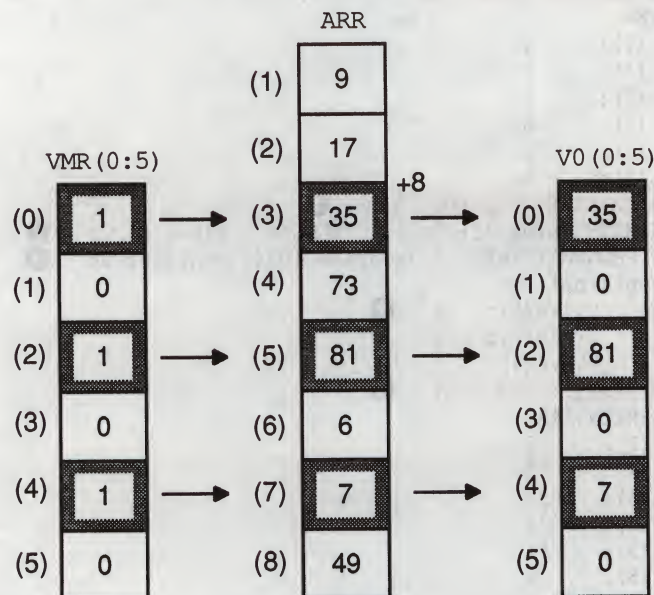 ARR
(1) 9
(2) 17
VMR(0:5) V0(0:5)
+8
(0) 1 (3) 35 (0) 35
(1) 0 (4) 73 (1) 0
(2) 1 (5) 81 (2) 81
(3) 0 (6) 6 (3) 0
(4) 1 (7) 7 (4) 7
(5) 0 (8) 49 (5) 0